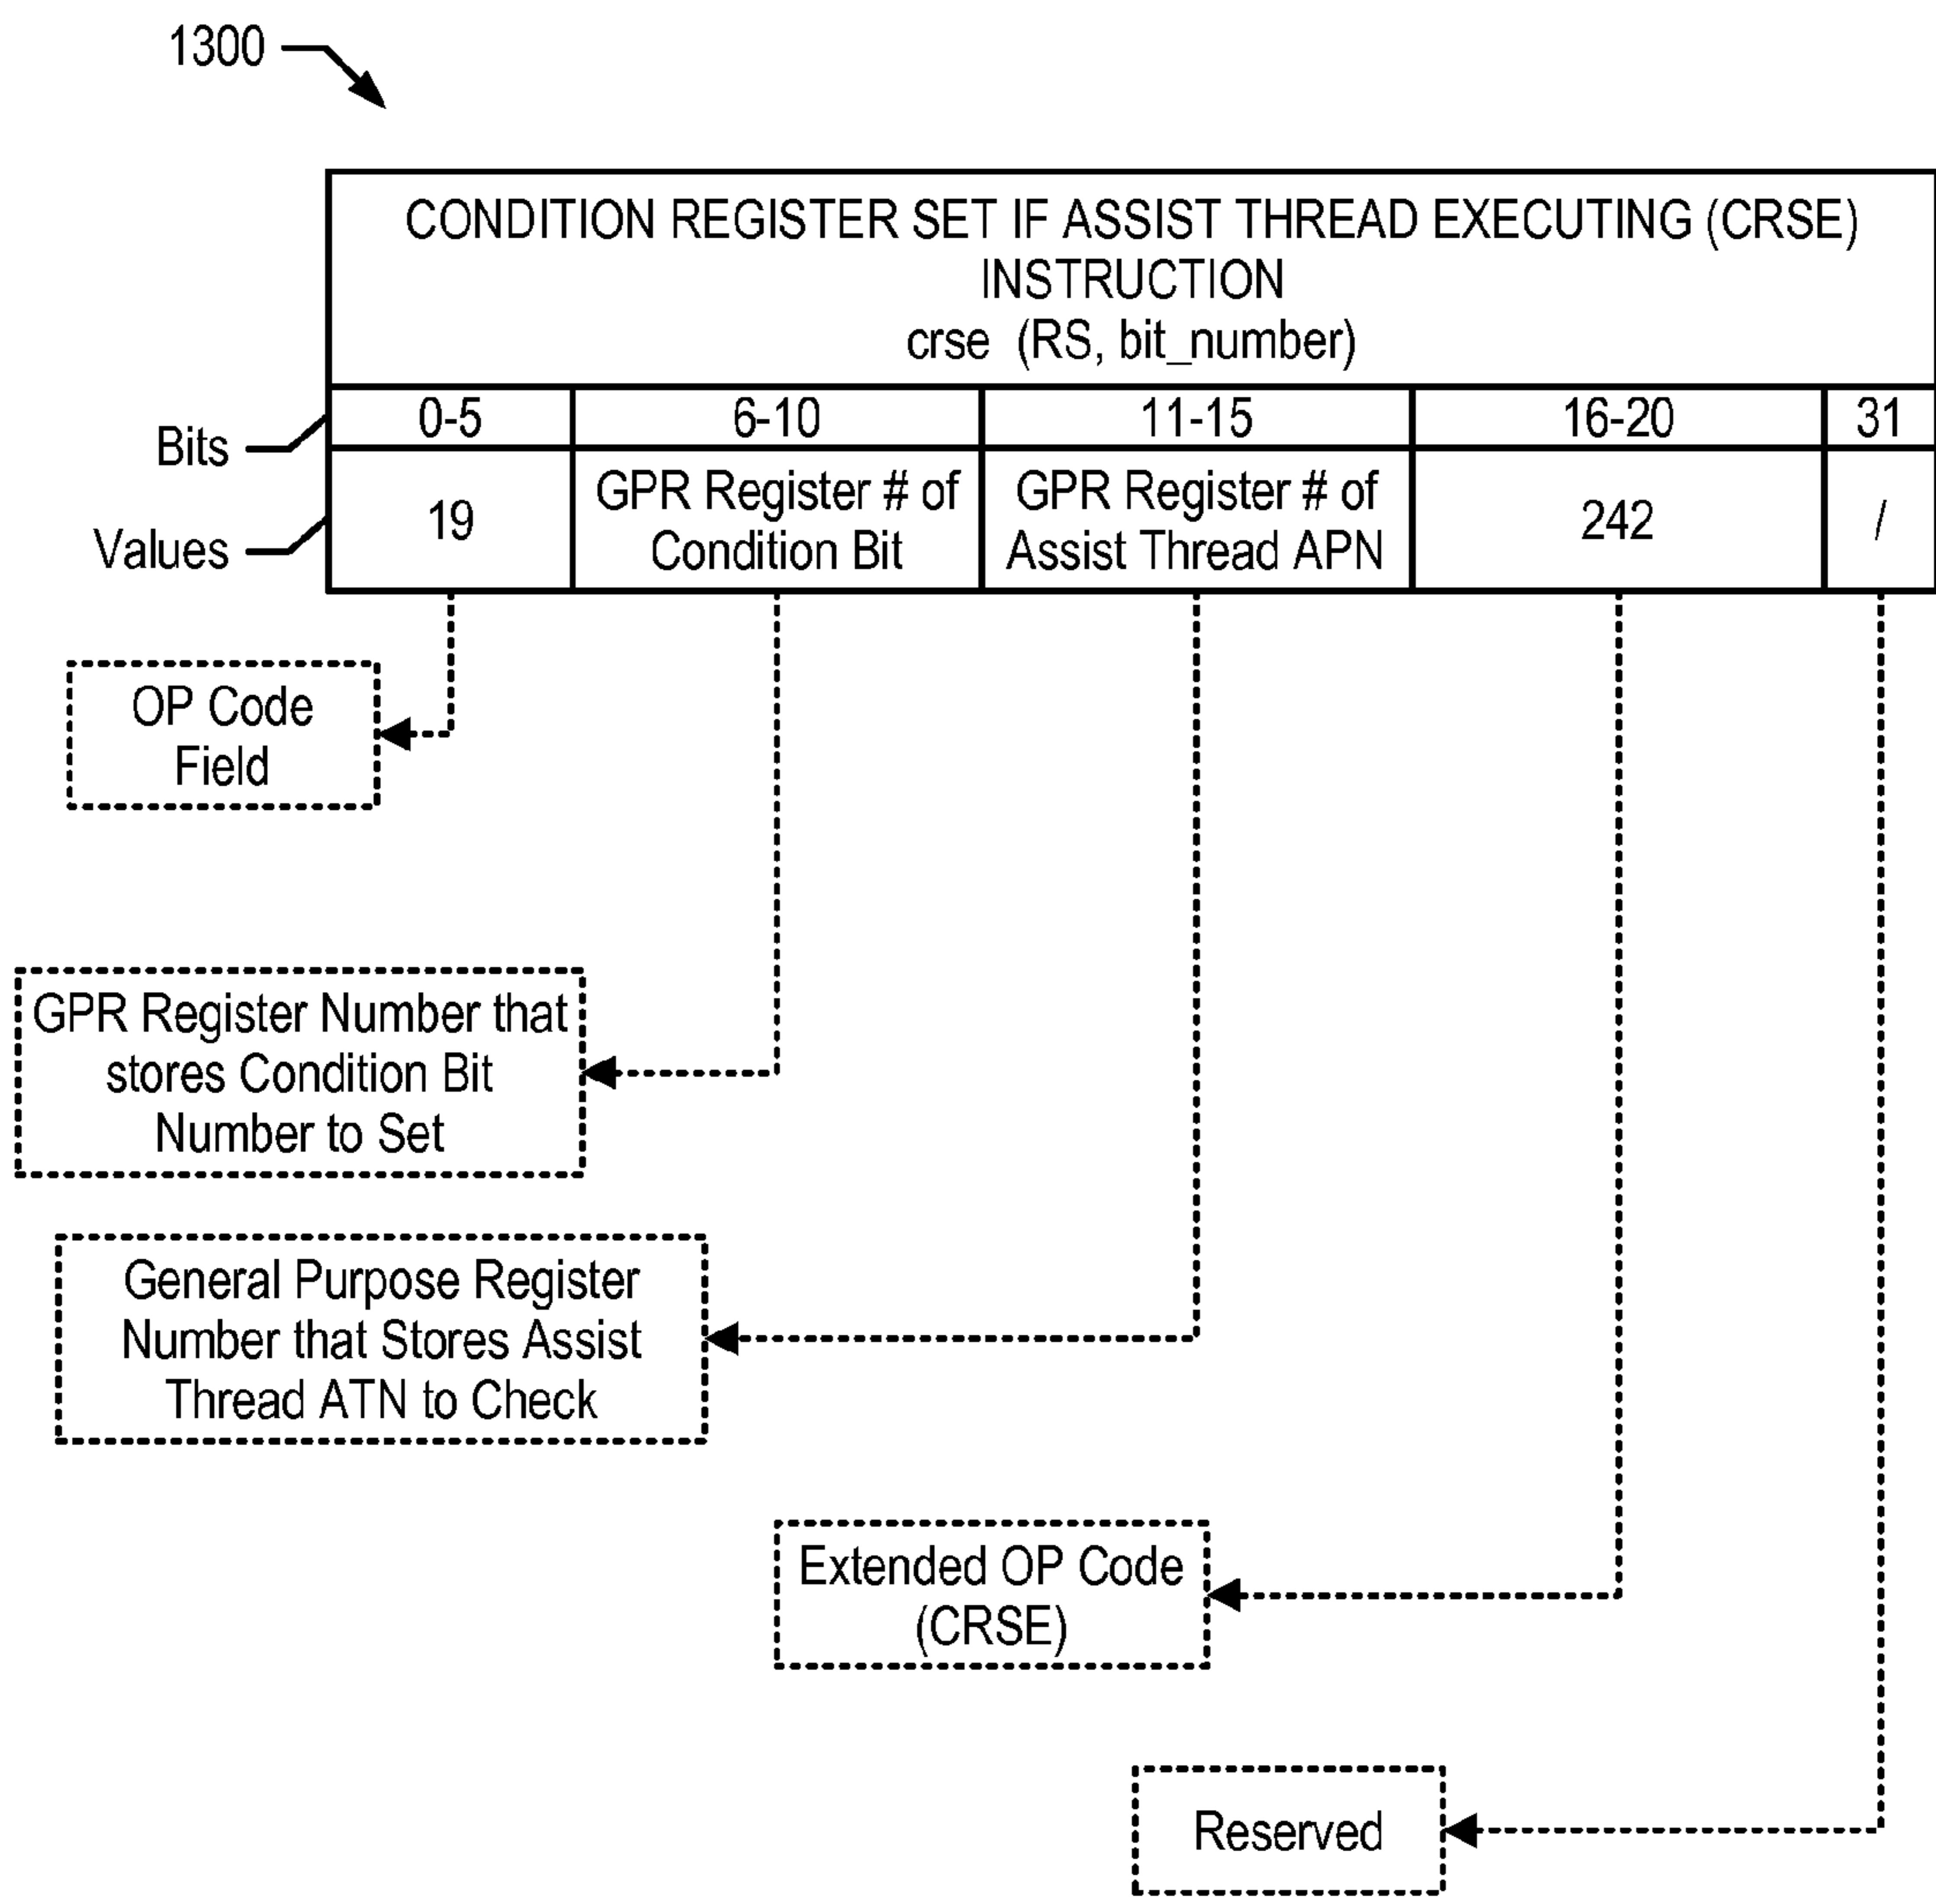 1300
CONDITION REGISTER SET IF ASSIST THREAD EXECUTING (CRSE)
INSTRUCTION
crse (RS, bit_number)
Bits
0-5
6-10
11-15
16-20
31
Values
19
GPR Register # of
Condition Bit
GPR Register # of
Assist Thread APN
242
/
OP Code
Field
GPR Register Number that
stores Condition Bit
Number to Set
General Purpose Register
Number that Stores Assist
Thread ATN to Check
Extended OP Code
(CRSE)
Reserved